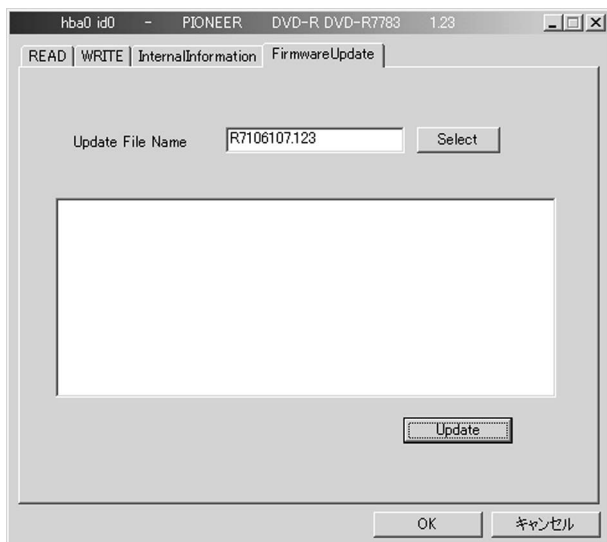 hba0 id0 - PIONEER DVD-R DVD-R7783 1.23
READ WRITE InternalInformation FirmwareUpdate
Update File Name R7106107.123 Select
Update
OK キャンセル